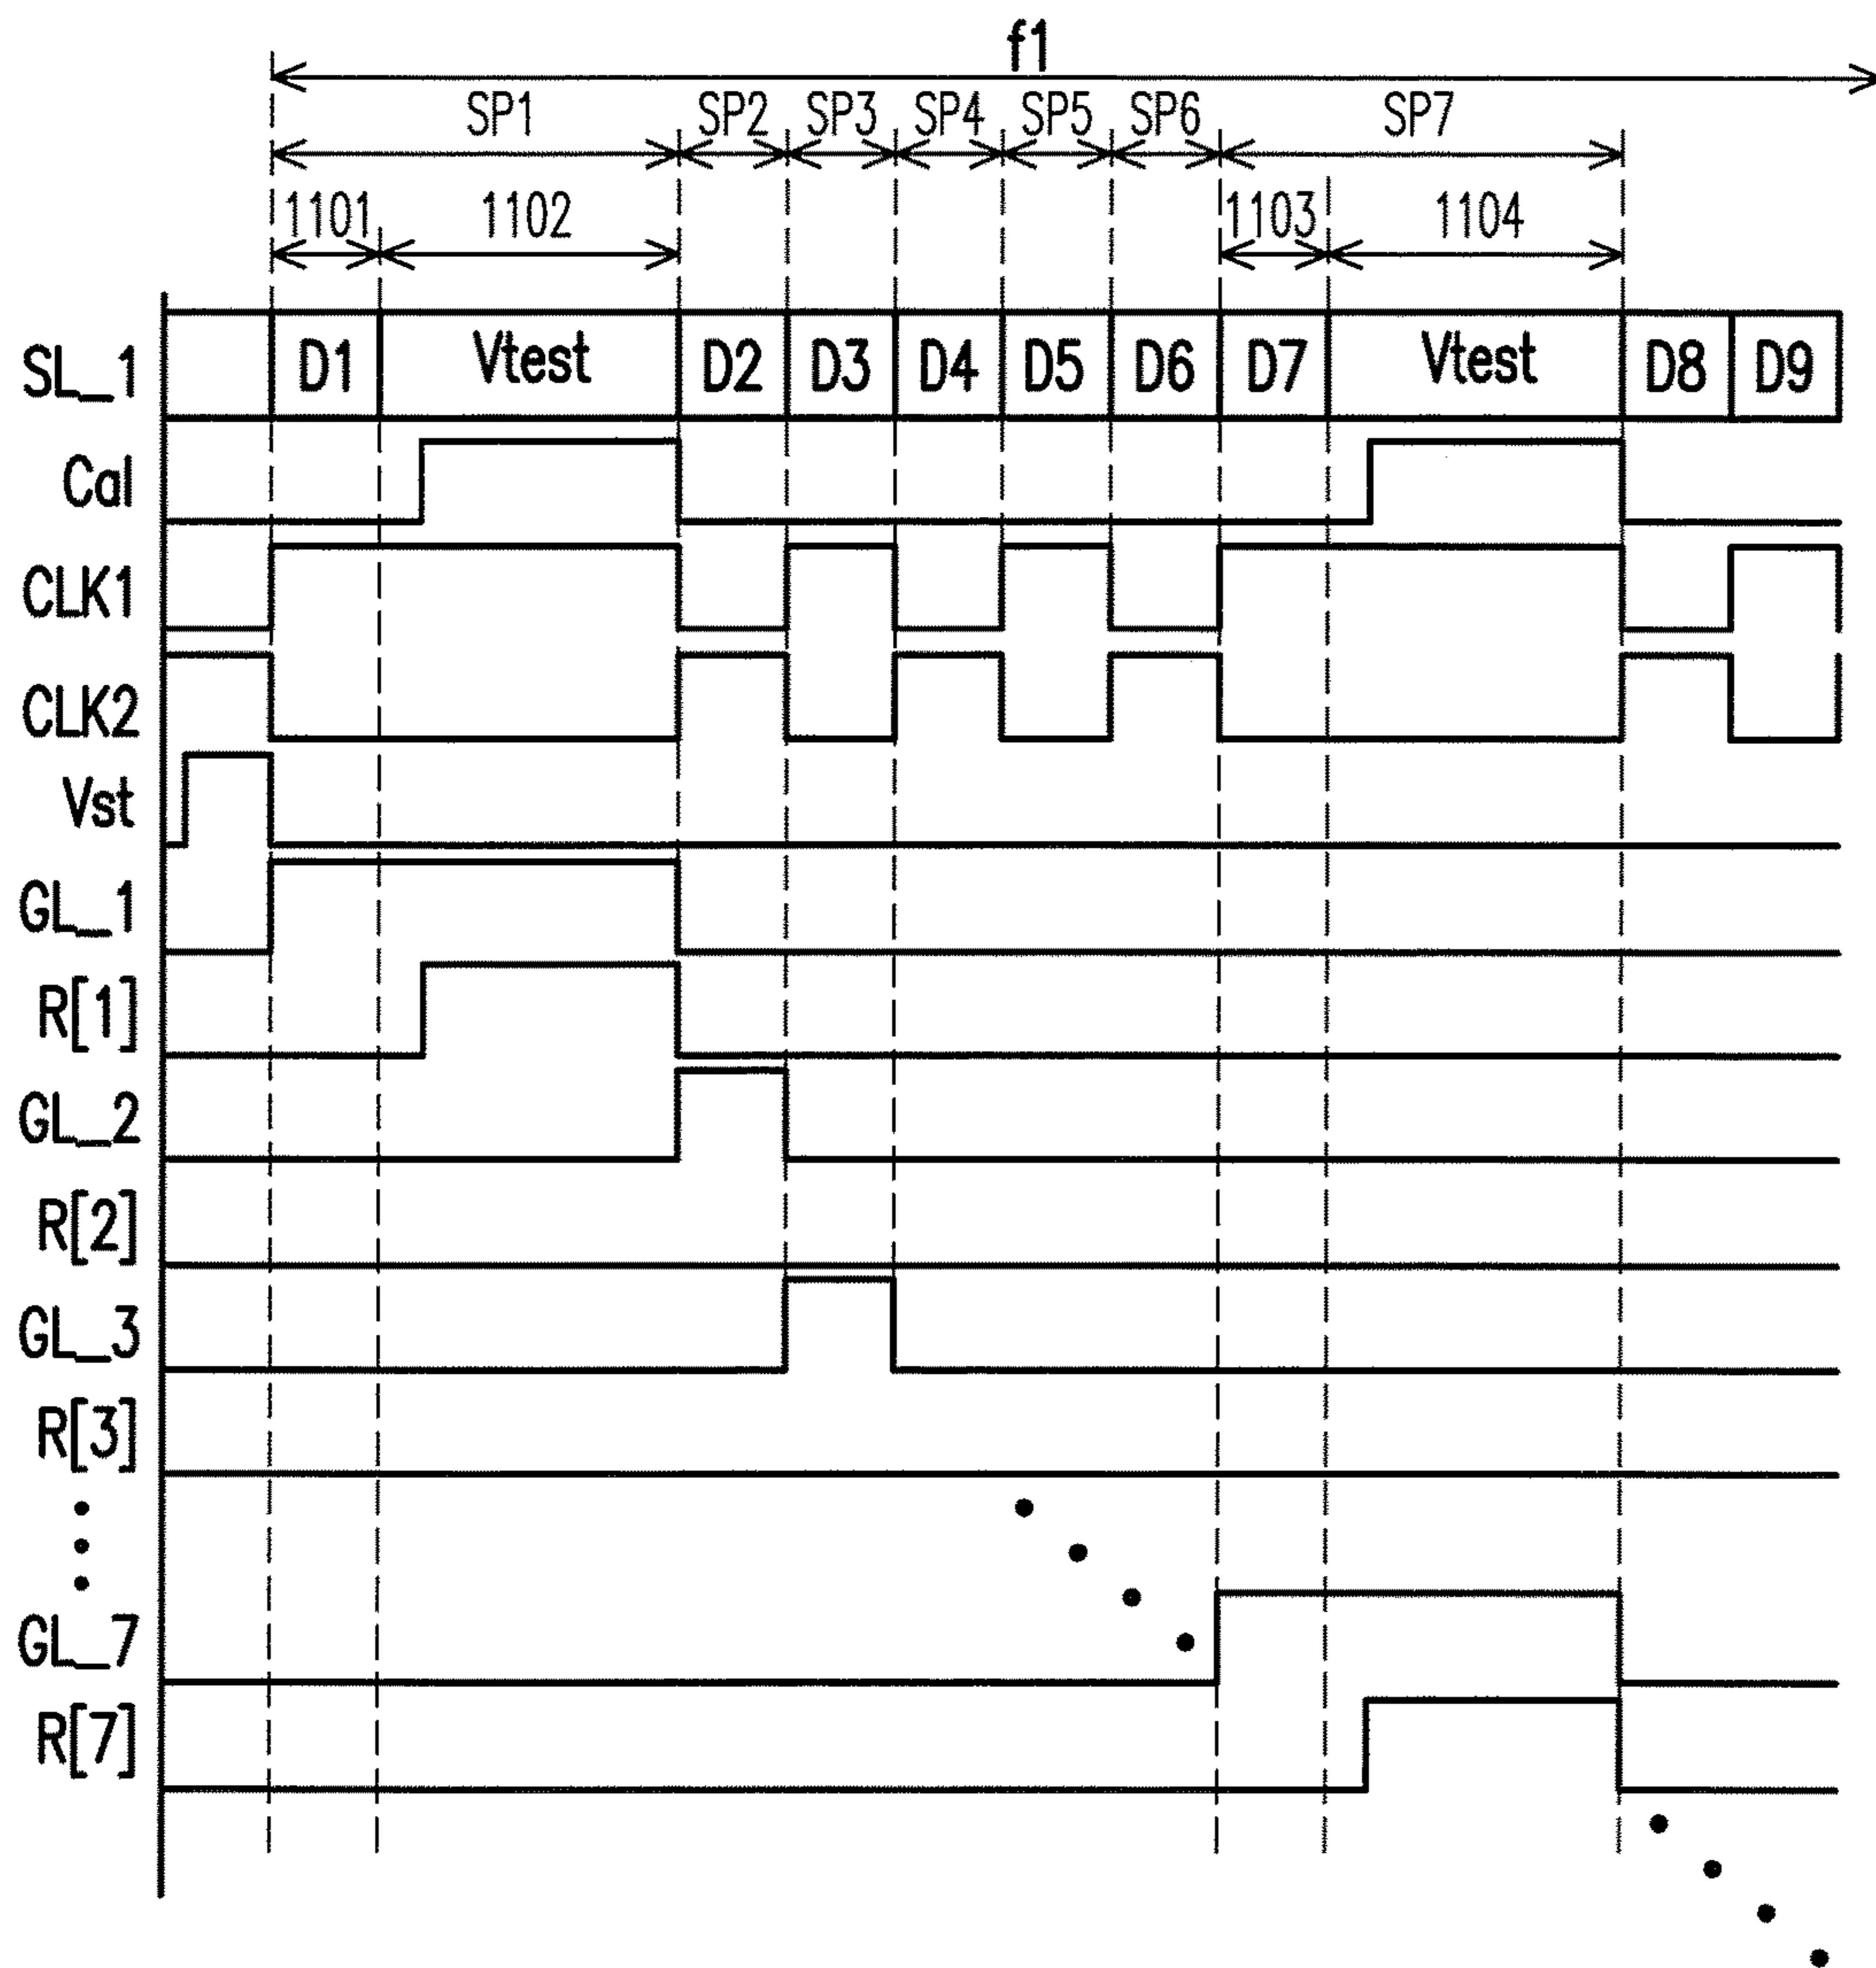 f1
SP1 SP2 SP3 SP4 SP5 SP6 SP7
1101 1102 1103 1104
SL_1 D1 Vtest D2 D3 D4 D5 D6 D7 Vtest D8 D9
Cal
CLK1
CLK2
Vst
GL_1
R[1]
GL_2
R[2]
GL_3
R[3]
GL_7
R[7]